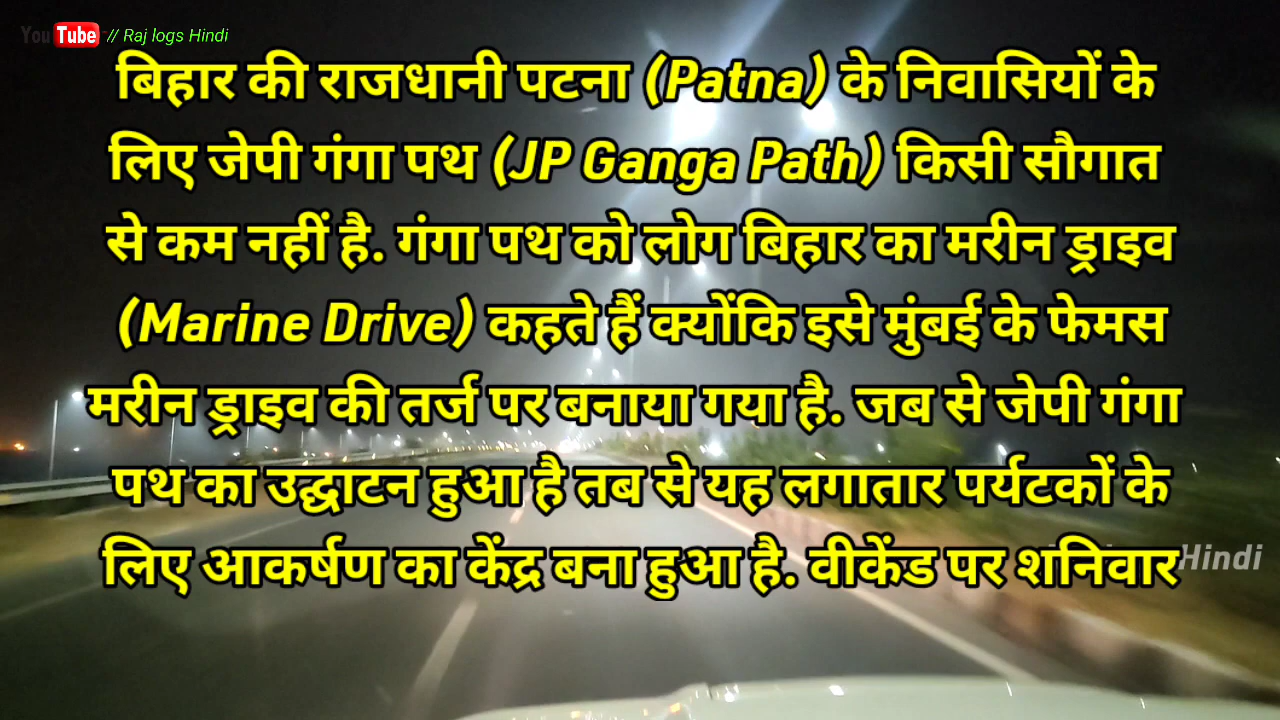 YouTube // Raj logs Hindi
बिहार की राजधानी पटना (Patna) के निवासियों के
लिए जेपी गंगा पथ (JP Ganga Path) किसी सौगात
से कम नहीं है. गंगा पथ को लोग बिहार का मरीन ड्राइव
(Marine Drive) कहते हैं क्योंकि इसे मुंबई के फेमस
मरीन ड्राइव की तर्ज पर बनाया गया है. जब से जेपी गंगा
पथ का उद्घाटन हुआ है तब से यह लगातार पर्यटकों के
लिए आकर्षण का केंद्र बना हुआ है. वीकेंड पर शनिवार
Hindi